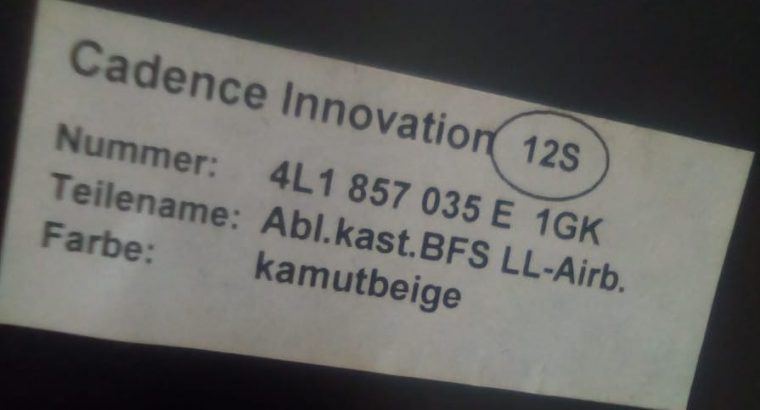 Cadence Innovation 12S
Nummer: 4L1 857 035 E 1GK
Teilename: Abl.kast.BFS LL-Airb.
Farbe: kamutbeige